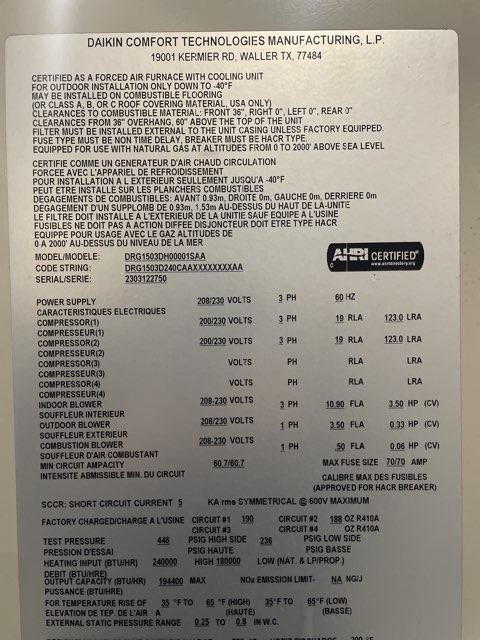 DAIKIN COMFORT TECHNOLOGIES MANUFACTURING, L.P.
19001 KERMIER RD, WALLER TX, 77484
CERTIFIED AS A FORCED AIR FURNACE WITH COOLING UNIT
FOR OUTDOOR INSTALLATION ONLY DOWN TO -40°F
MAY BE INSTALLED ON COMBUSTIBLE FLOORING
(OR CLASS A, B, OR C ROOF COVERING MATERIAL, USA ONLY)
CLEARANCES TO COMBUSTIBLE MATERIAL: FRONT 36", RIGHT 0", LEFT 0", REAR 0"
CLEARANCES FROM 36" OVERHANG, 60" ABOVE THE TOP OF THE UNIT
FILTER MUST BE INSTALLED EXTERNAL TO THE UNIT CASING UNLESS FACTORY EQUIPPED.
FUSE TYPE MUST BE NON TIME DELAY, BREAKER MUST BE HACR TYPE.
EQUIPPED FOR USE WITH NATURAL GAS AT ALTITUDES FROM 0 TO 2000' ABOVE SEA LEVEL
CERTIFIE COMME UN GENERATEUR D'AIR CHAUD CIRCULATION
FORCEE AVEC L'APPAREIL DE REFROIDISSEMENT
POUR INSTALLATION A L'EXTERIEUR SEULEMENT JUSQU'A -40°F
PEUT ETRE INSTALLE SUR LES PLANCHERS COMBUSTIBLES
DEGAGEMENTS DE COMBUSTIBLES: AVANT 0.93m, DROITE 0m, GAUCHE 0m, DERRIERE 0m
DEGAGEMENT D'UN SUPPLOMB DE 0.93m, 1.53m AU-DESSUS DU HAUT DE LA-UNITE
LE FILTRE DOIT INSTALLE A L'EXTERIEUR DE LA UNITIE SAUF EQUIPE A L'USINE
FUSIBLES NE DOIT PAS A ACTION DIFFEE DISJONCTEUR DOIT ETRE TYPE HACR
EQUIPPE POUR USAGE AVEC LE GAZ ALTITUDES DE
0 A 2000' AU-DESSUS DU NIVEAU DE LA MER
MODEL/MODELE: DRG1503DH00001SAA
CODE STRING: DRG1503D240CAAXXXXXXXXAA
SERIAL/SERIE: 2303122750
AHRI CERTIFIED®
www.ahridirectory.org
POWER SUPPLY 208/230 VOLTS 3 PH 60 HZ
CARACTERISTIQUES ELECTRIQUES
COMPRESSOR(1) 200/230 VOLTS 3 PH 19 RLA 123.0 LRA
COMPRESSEUR(1)
COMPRESSOR(2) 200/230 VOLTS 3 PH 19 RLA 123.0 LRA
COMPRESSEUR(2)
COMPRESSOR(3) VOLTS PH RLA LRA
COMPRESSEUR(3)
COMPRESSOR(4) VOLTS PH RLA LRA
COMPRESSEUR(4)
INDOOR BLOWER 208-230 VOLTS 3 PH 10.90 FLA 3.50 HP (CV)
SOUFFLEUR INTERIEUR
OUTDOOR BLOWER 208/230 VOLTS 1 PH 3.50 FLA 0.33 HP (CV)
SOUFFLEUR EXTERIEUR
COMBUSTION BLOWER 208-230 VOLTS 1 PH .50 FLA 0.06 HP (CV)
SOUFFLEUR D'AIR COMBUSTANT
MIN CIRCUIT AMPACITY 60.7/60.7 MAX FUSE SIZE 70/70 AMP
INTENSITE ABMISSIBLE MIN. DU CIRCUIT CALIBRE MAX DES FUSIBLES
(APPROVED FOR HACR BREAKER)
SCCR: SHORT CIRCUIT CURRENT 5 KA rms SYMMETRICAL @ 600V MAXIMUM
FACTORY CHARGED/CHARGE A L'USINE CIRCUIT #1 190 CIRCUIT #2 188 OZ R410A
CIRCUIT #3 CIRCUIT #4 OZ R410A
TEST PRESSURE 446 PSIG HIGH SIDE 236 PSIG LOW SIDE
PRESSION D'ESSAI PSIG HAUTE PSIG BASSE
HEATING INPUT (BTU/HR) 240000 HIGH 180000 LOW (NAT. & LP/PROP.)
DEBIT (BTU/HRE)
OUTPUT CAPACITY (BTU/HR) 194400 MAX NOx EMISSION LIMIT- NA NG/J
PUISSANCE (BTU/HRE)
FOR TEMPERATURE RISE OF 35 °F TO 65 °F (HIGH) 35°F TO 65°F (LOW)
ELEVATION DE TEP. DE L'AIR A (HAUTE) (BASSE)
EXTERNAL STATIC PRESSURE RANGE 0.25 TO 0.8 IN W.C.